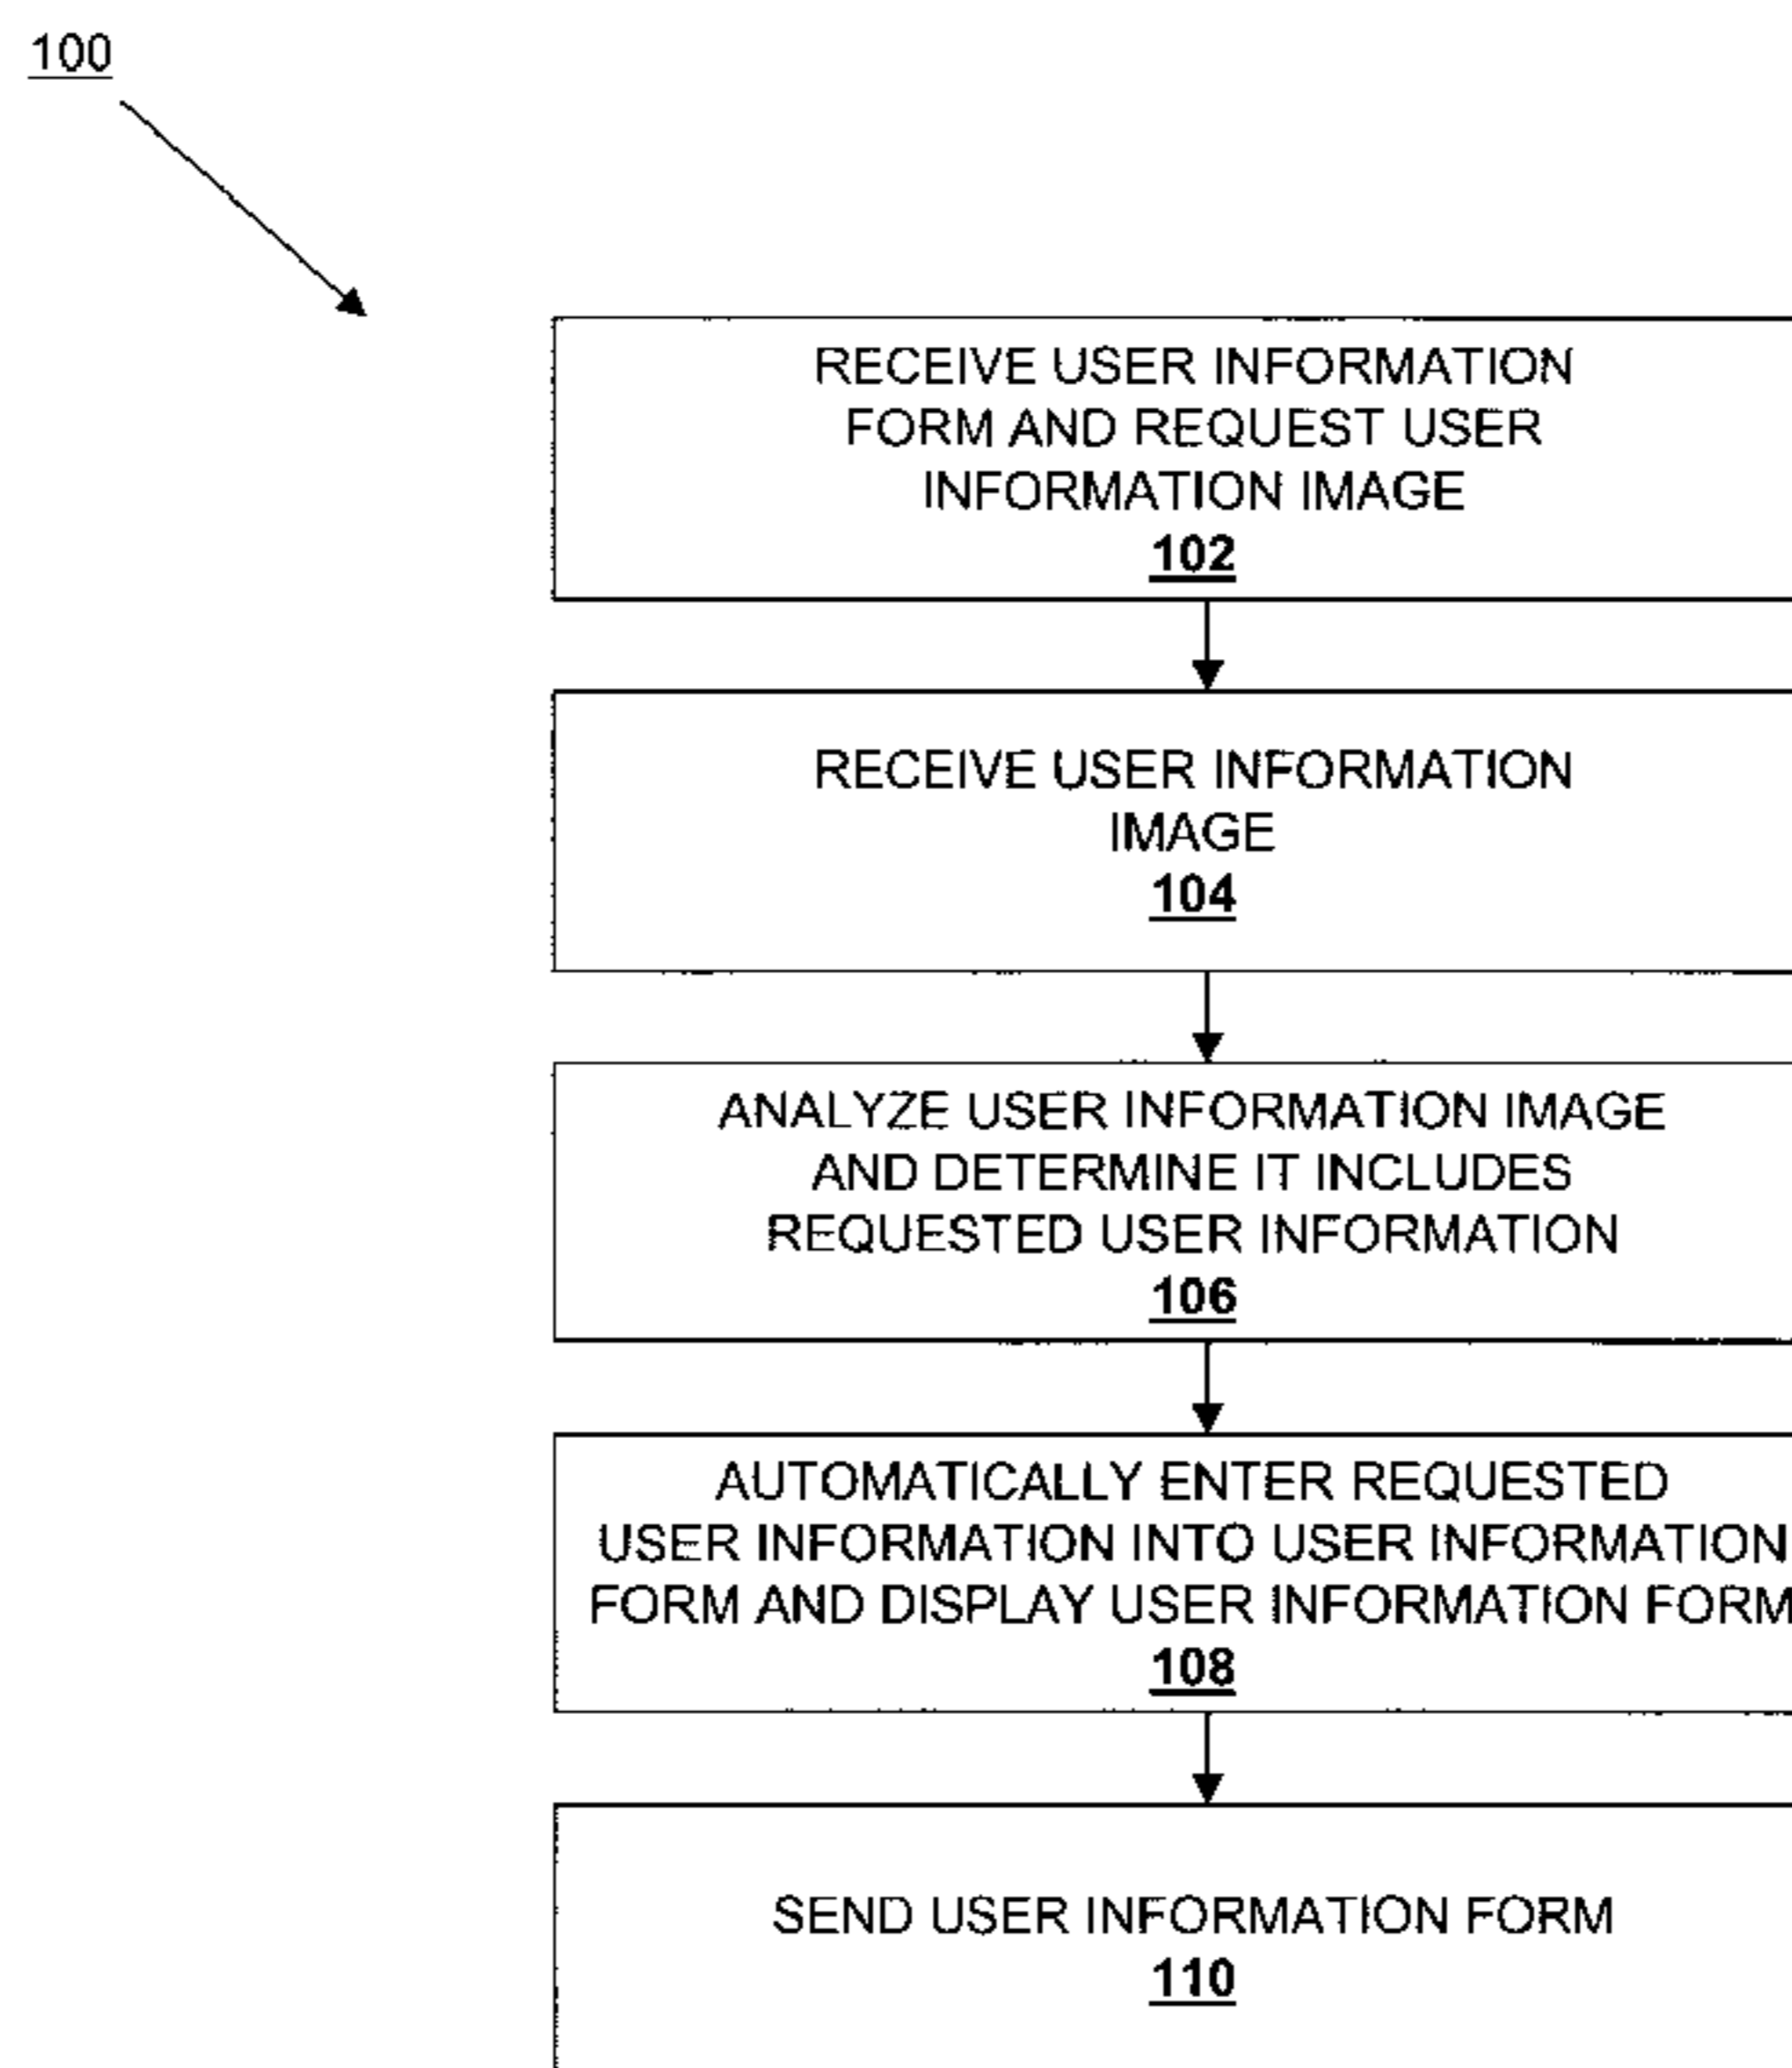 100
RECEIVE USER INFORMATION
FORM AND REQUEST USER
INFORMATION IMAGE
102
RECEIVE USER INFORMATION
IMAGE
104
ANALYZE USER INFORMATION IMAGE
AND DETERMINE IT INCLUDES
REQUESTED USER INFORMATION
106
AUTOMATICALLY ENTER REQUESTED
USER INFORMATION INTO USER INFORMATION
FORM AND DISPLAY USER INFORMATION FORM
108
SEND USER INFORMATION FORM
110